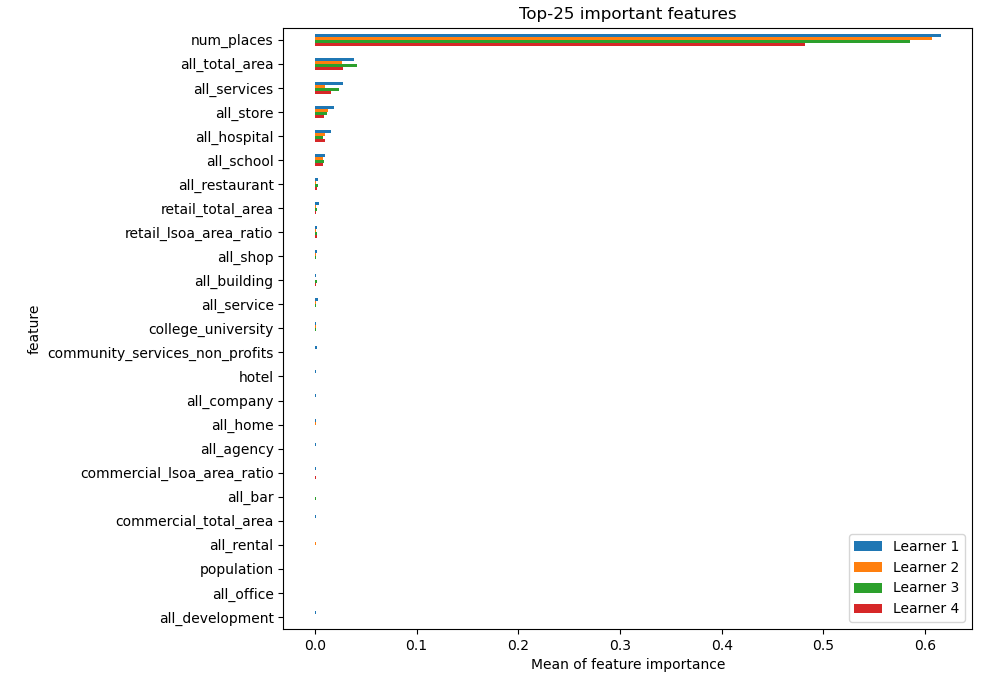 Top-25 important features
num_places
all_total_area
all_services
all_store
all_hospital
all_school
all_restaurant
retail_total_area
retail_lsoa_area_ratio
all_shop
all_building
all_service
college_university
community_services_non_profits
hotel
all_company
all_home
all_agency
commercial_lsoa_area_ratio
all_bar
commercial_total_area
all_rental
population
all_office
all_development
feature
0.0 0.1 0.2 0.3 0.4 0.5 0.6
Mean of feature importance
Learner 1
Learner 2
Learner 3
Learner 4